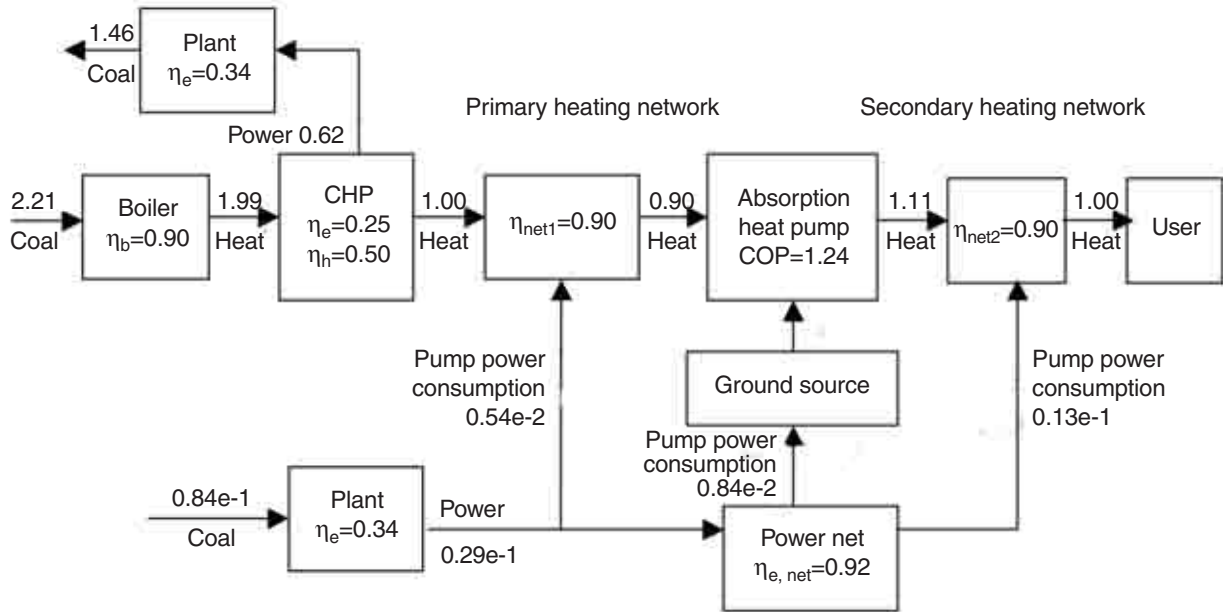 1.46
Coal
Plant
ηe=0.34
Primary heating network
Secondary heating network
Power 0.62
2.21
Coal
Boiler
ηb=0.90
1.99
Heat
CHP
ηe=0.25
ηh=0.50
1.00
Heat
ηnet1=0.90
0.90
Heat
Absorption
heat pump
COP=1.24
1.11
Heat
ηnet2=0.90
1.00
Heat
User
Pump power
consumption
0.54e-2
Ground source
Pump power
consumption
0.13e-1
Pump power
consumption
0.84e-2
0.84e-1
Coal
Plant
ηe=0.34
Power
0.29e-1
Power net
ηe, net=0.92